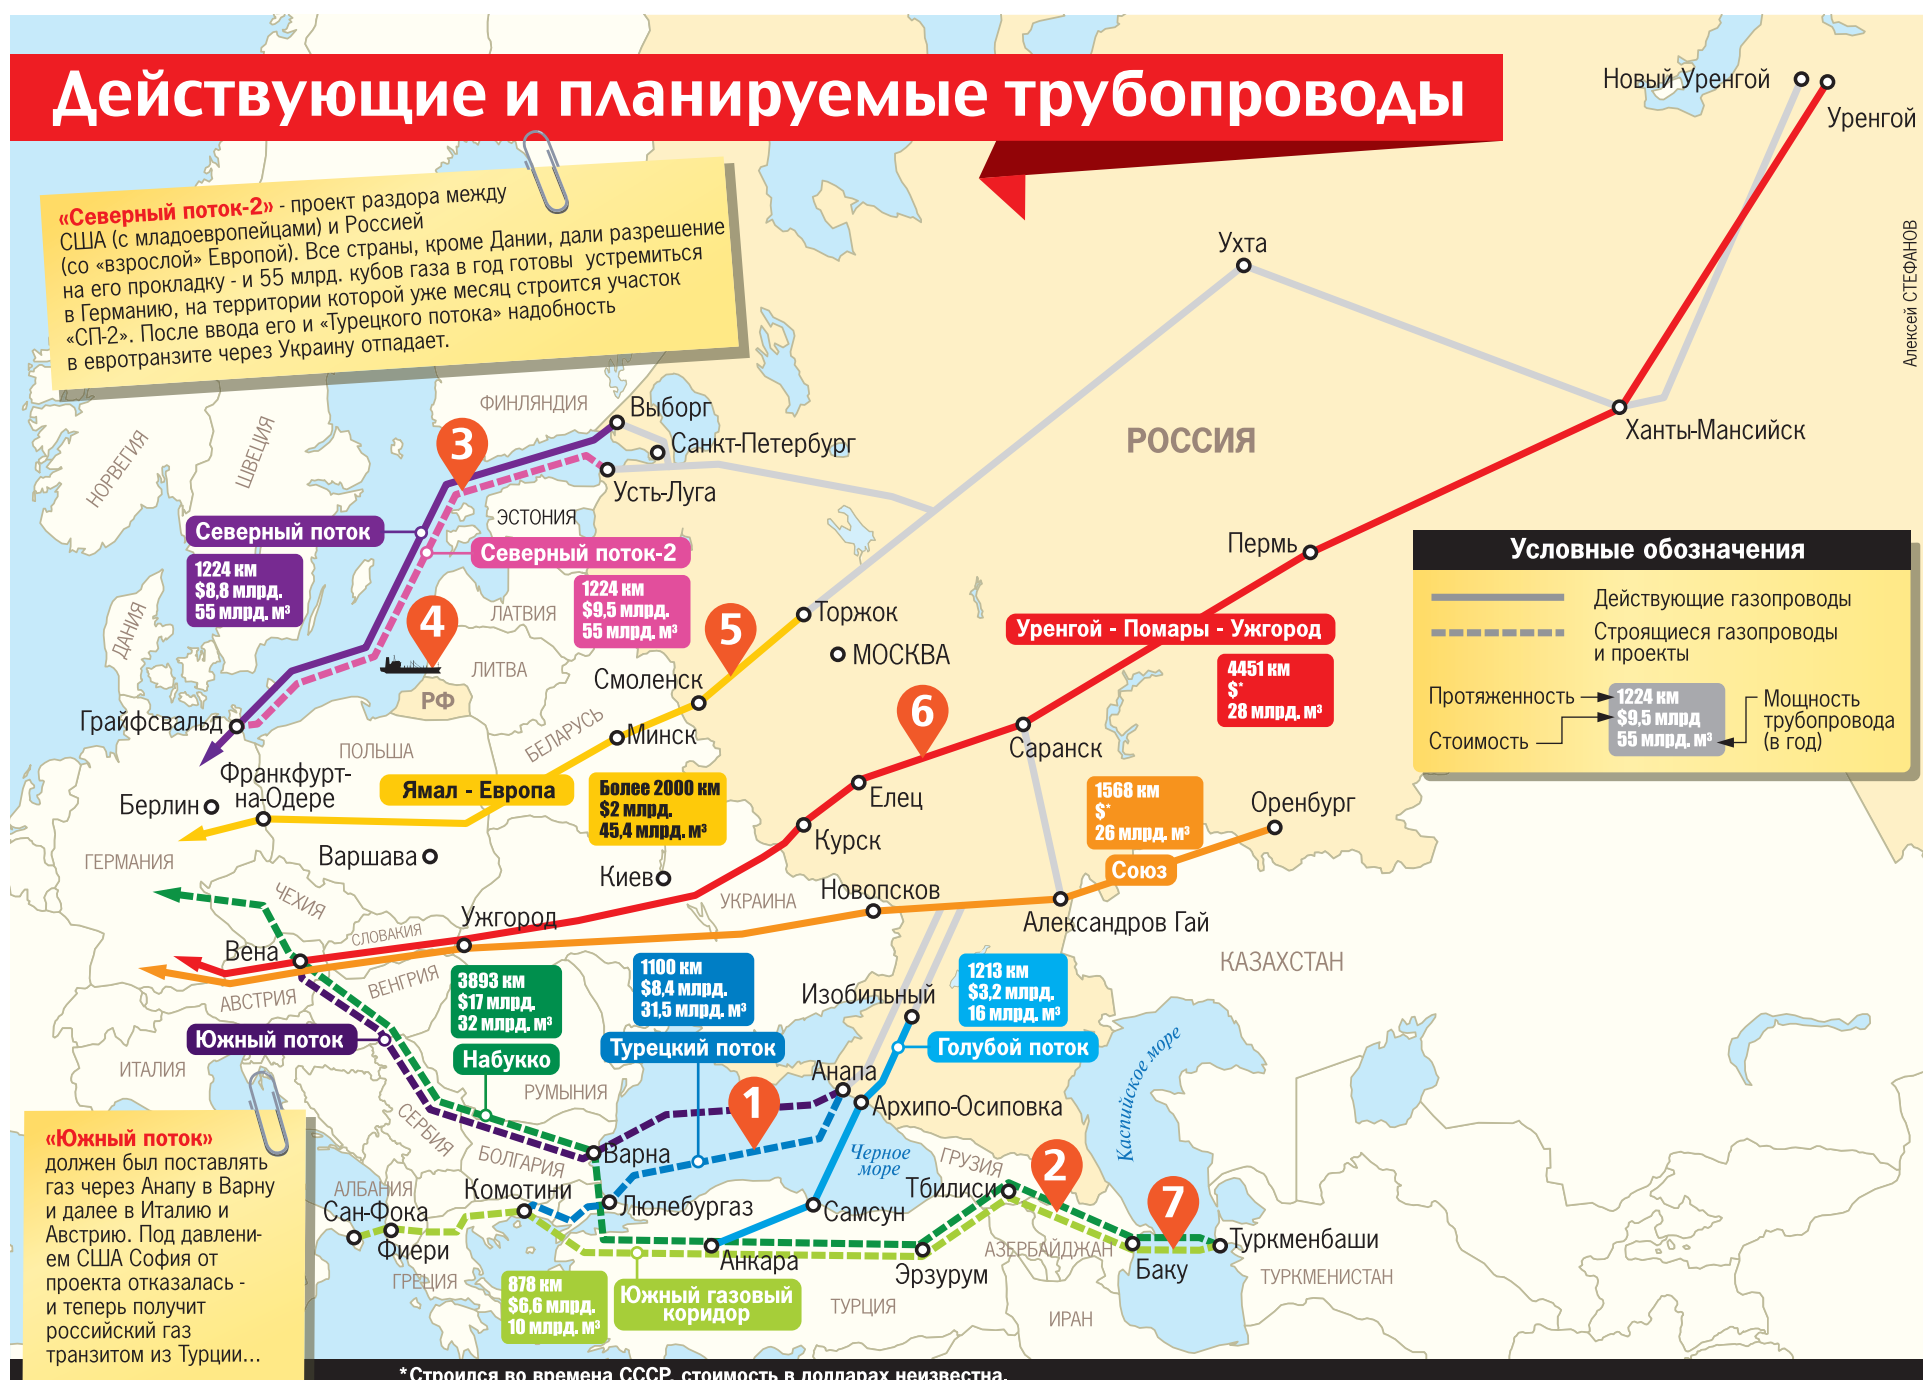 Действующие и планируемые трубопроводы
«Северный поток-2» - проект раздора между
США (с младоевропейцами) и Россией
(со «взрослой» Европой). Все страны, кроме Дании, дали разрешение
на его прокладку - и 55 млрд. кубов газа в год готовы устремиться
в Германию, на территории которой уже месяц строится участок
«СП-2». После ввода его и «Турецкого потока» надобность
в евротранзите через Украину отпадает.
Новый Уренгой
Уренгой
Алексей СТЕФАНОВ
Ухта
Ханты-Мансийск
РОССИЯ
ФИНЛЯНДИЯ
НОРВЕГИЯ
ШВЕЦИЯ
Выборг
3
Санкт-Петербург
Усть-Луга
ЭСТОНИЯ
Северный поток
1224 км
$8,8 млрд.
55 млрд. м³
Северный поток-2
1224 км
$9,5 млрд.
55 млрд. м³
Пермь
Условные обозначения
Действующие газопроводы
Строящиеся газопроводы
и проекты
Протяженность
Стоимость
1224 км
$9,5 млрд
55 млрд. м³
Мощность
трубопровода
(в год)
ДАНИЯ
ЛАТВИЯ
4
5
Торжок
МОСКВА
ЛИТВА
РФ
Смоленск
Уренгой - Помары - Ужгород
4451 км
$*
28 млрд. м³
6
Саранск
Грайфсвальд
ПОЛЬША
БЕЛАРУСЬ
Минск
Франкфурт-
на-Одере
Берлин
Ямал - Европа
Более 2000 км
$2 млрд.
45,4 млрд. м³
Елец
Курск
1568 км
$*
26 млрд. м³
Союз
Оренбург
ГЕРМАНИЯ
Варшава
Киев
ЧЕХИЯ
УКРАИНА
Новопсков
Александров Гай
Ужгород
СЛОВАКИЯ
Вена
АВСТРИЯ
ВЕНГРИЯ
КАЗАХСТАН
3893 км
$17 млрд.
32 млрд. м³
Набукко
1100 км
$8,4 млрд.
31,5 млрд. м³
Турецкий поток
Изобильный
1213 км
$3,2 млрд.
16 млрд. м³
Голубой поток
Южный поток
ИТАЛИЯ
РУМЫНИЯ
СЕРБИЯ
БОЛГАРИЯ
1
Анапа
Архипо-Осиповка
Каспийское море
Черное
море
Варна
ГРУЗИЯ
Тбилиси
2
7
АЛБАНИЯ
Комотини
Сан-Фока
Фиери
Люлебургаз
Самсун
Туркменбаши
АЗЕРБАЙДЖАН
Баку
Анкара
Эрзурум
ГРЕЦИЯ
ТУРЦИЯ
ИРАН
ТУРКМЕНИСТАН
878 км
$6,6 млрд.
10 млрд. м³
Южный газовый
коридор
«Южный поток»
должен был поставлять
газ через Анапу в Варну
и далее в Италию и
Австрию. Под давлени-
ем США София от
проекта отказалась -
и теперь получит
российский газ
транзитом из Турции...
*Строился во времена СССР, стоимость в долларах неизвестна.